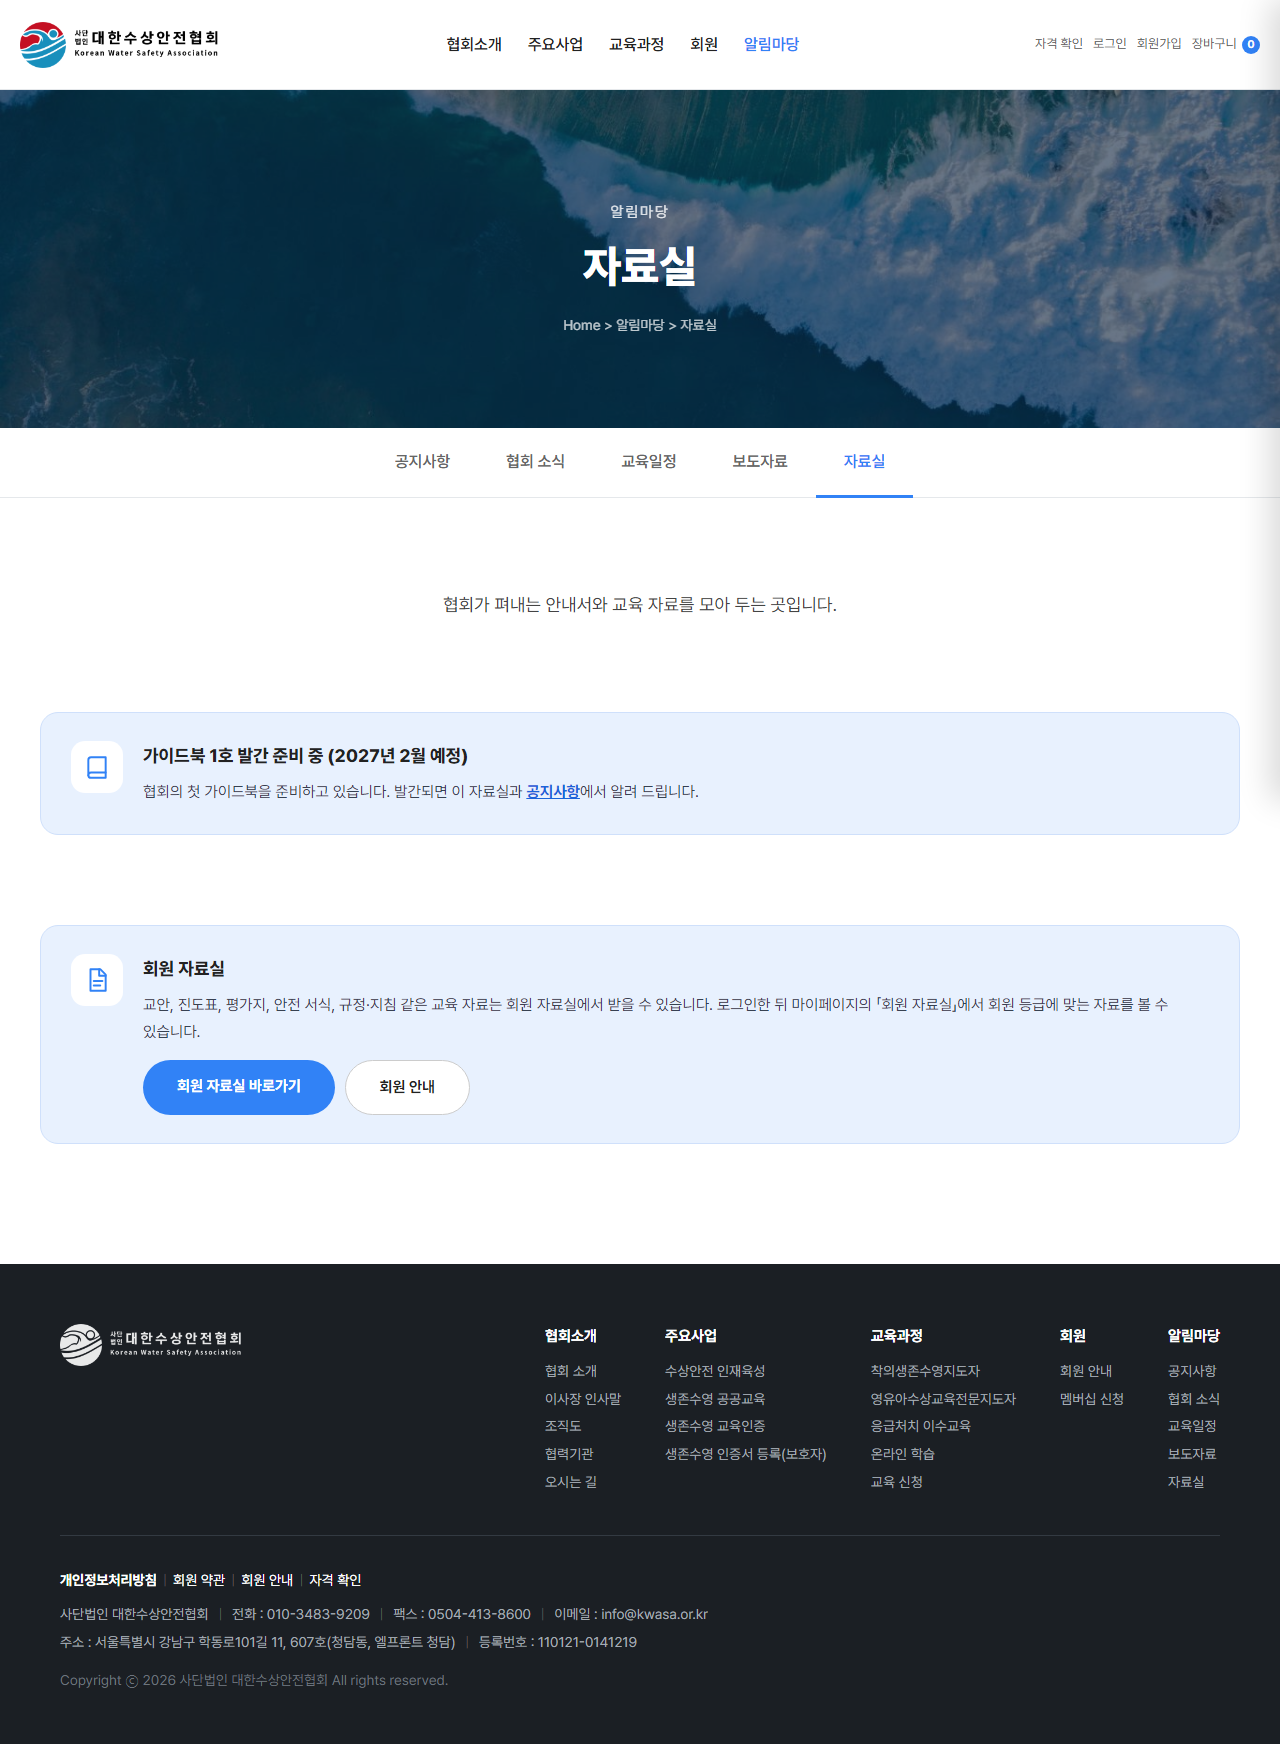 사단법인 대한수상안전협회
Korean Water Safety Association
협회소개 주요사업 교육과정 회원 알림마당
자격 확인 로그인 회원가입 장바구니 0
알림마당
자료실
Home > 알림마당 > 자료실
공지사항 협회 소식 교육일정 보도자료 자료실
협회가 펴내는 안내서와 교육 자료를 모아 두는 곳입니다.
가이드북 1호 발간 준비 중 (2027년 2월 예정)
협회의 첫 가이드북을 준비하고 있습니다. 발간되면 이 자료실과 공지사항에서 알려 드립니다.
회원 자료실
교안, 진도표, 평가지, 안전 서식, 규정·지침 같은 교육 자료는 회원 자료실에서 받을 수 있습니다. 로그인한 뒤 마이페이지의 「회원 자료실」에서 회원 등급에 맞는 자료를 볼 수
있습니다.
회원 자료실 바로가기 회원 안내
사단법인 대한수상안전협회
Korean Water Safety Association
협회소개
협회 소개
이사장 인사말
조직도
협력기관
오시는 길
주요사업
수상안전 인재육성
생존수영 공공교육
생존수영 교육인증
생존수영 인증서 등록(보호자)
교육과정
착의생존수영지도자
영유아수상교육전문지도자
응급처치 이수교육
온라인 학습
교육 신청
회원
회원 안내
멤버십 신청
알림마당
공지사항
협회 소식
교육일정
보도자료
자료실
개인정보처리방침 | 회원 약관 | 회원 안내 | 자격 확인
사단법인 대한수상안전협회 | 전화 : 010-3483-9209 | 팩스 : 0504-413-8600 | 이메일 : info@kwasa.or.kr
주소 : 서울특별시 강남구 학동로101길 11, 607호(청담동, 엘프론트 청담) | 등록번호 : 110121-0141219
Copyright ⓒ 2026 사단법인 대한수상안전협회 All rights reserved.